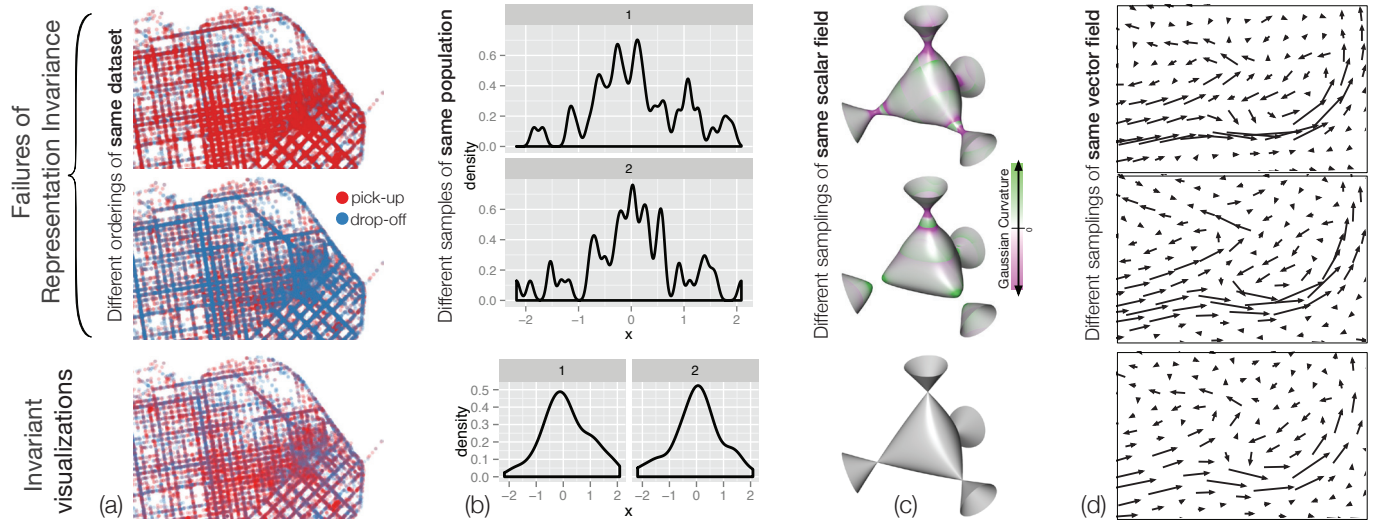 Failures of
Representation Invariance
Different orderings of same dataset
pick-up
drop-off
Invariant
visualizations
(a)
Different samples of same population
1
0.6
0.4
0.2
0.0
density
2
0.6
0.4
0.2
0.0
−2 −1 0 1 2
x
1 2
0.5
0.4
0.3
0.2
0.1
0.0
density
−2 −1 0 1 2 −2 −1 0 1 2
x
(b)
Different samplings of same scalar field
Gaussian Curvature
0
(c)
Different samplings of same vector field
(d)